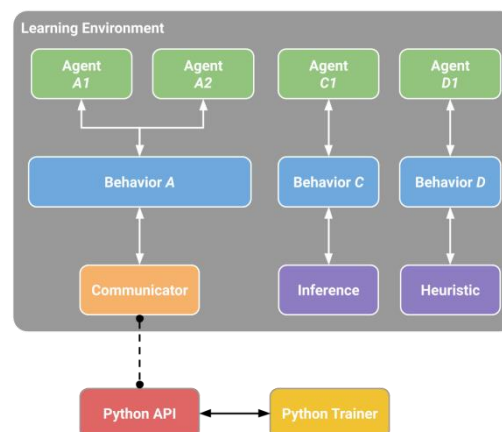 Learning Environment
Agent
A1
Agent
A2
Agent
C1
Agent
D1
Behavior A
Behavior C
Behavior D
Communicator
Inference
Heuristic
Python API
Python Trainer